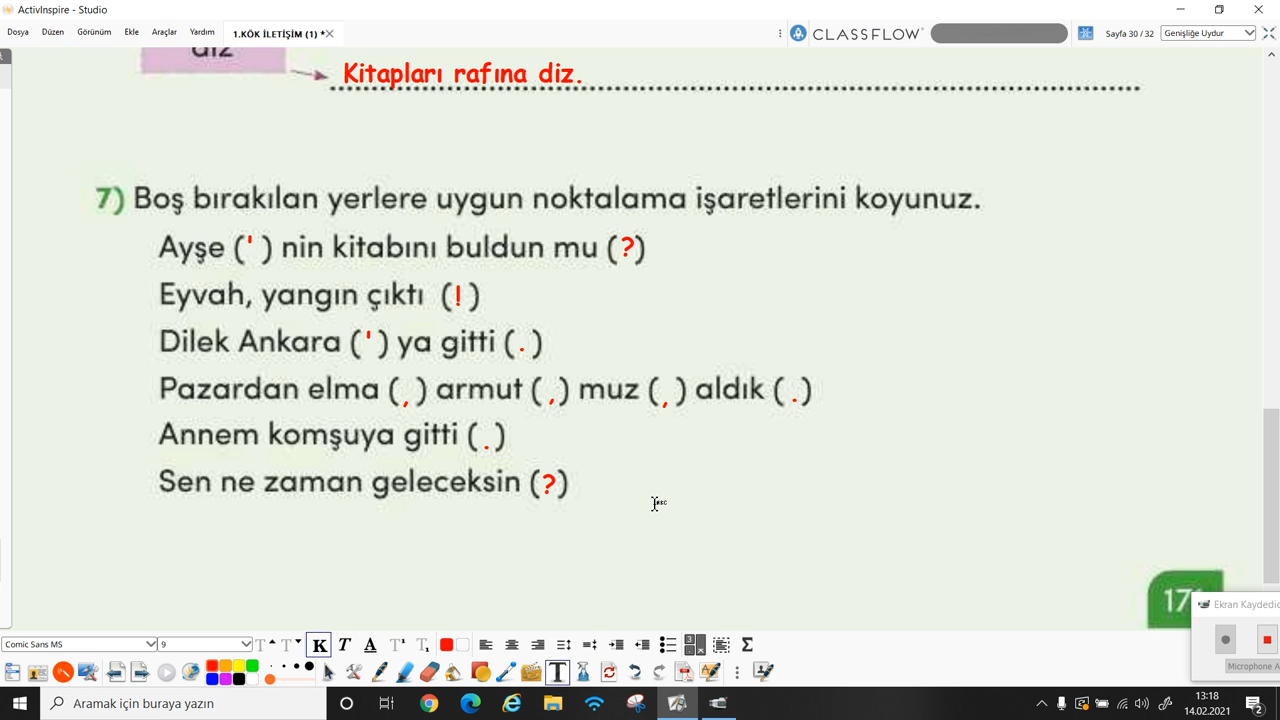 ActivInspire - Studio
Dosya Düzen Görünüm Ekle Araçlar Yardım 1.KÖK İLETİŞİM (1) * CLASSFLOW Sayfa 30 / 32 Genişliğe Uydur
diz
Kitapları rafına diz.
7) Boş bırakılan yerlere uygun noktalama işaretlerini koyunuz.
Ayşe (') nin kitabını buldun mu (?)
Eyvah, yangın çıktı (!)
Dilek Ankara (') ya gitti (.)
Pazardan elma (,) armut (,) muz (,) aldık (.)
Annem komşuya gitti (.)
Sen ne zaman geleceksin (?)
Ekran Kaydedic
Comic Sans MS 9
Microphone A
Aramak için buraya yazın
13:18
14.02.2021
2